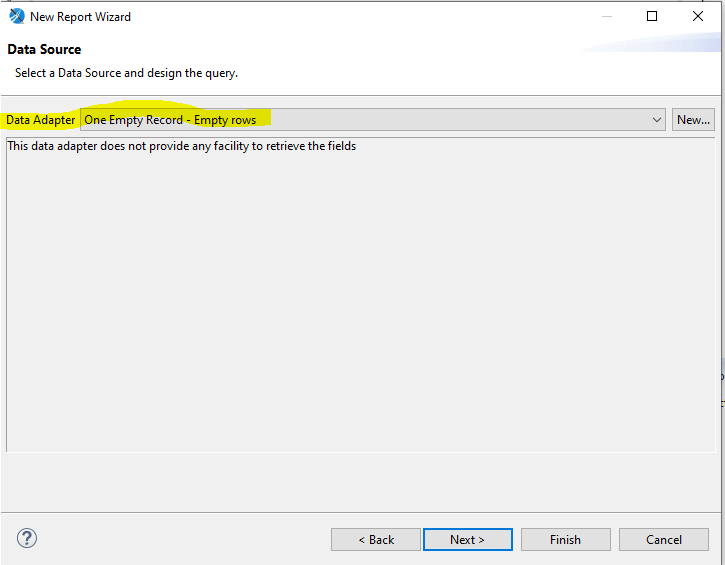 New Report Wizard
Data Source
Select a Data Source and design the query.
Data Adapter One Empty Record - Empty rows New...
This data adapter does not provide any facility to retrieve the fields
? < Back Next > Finish Cancel